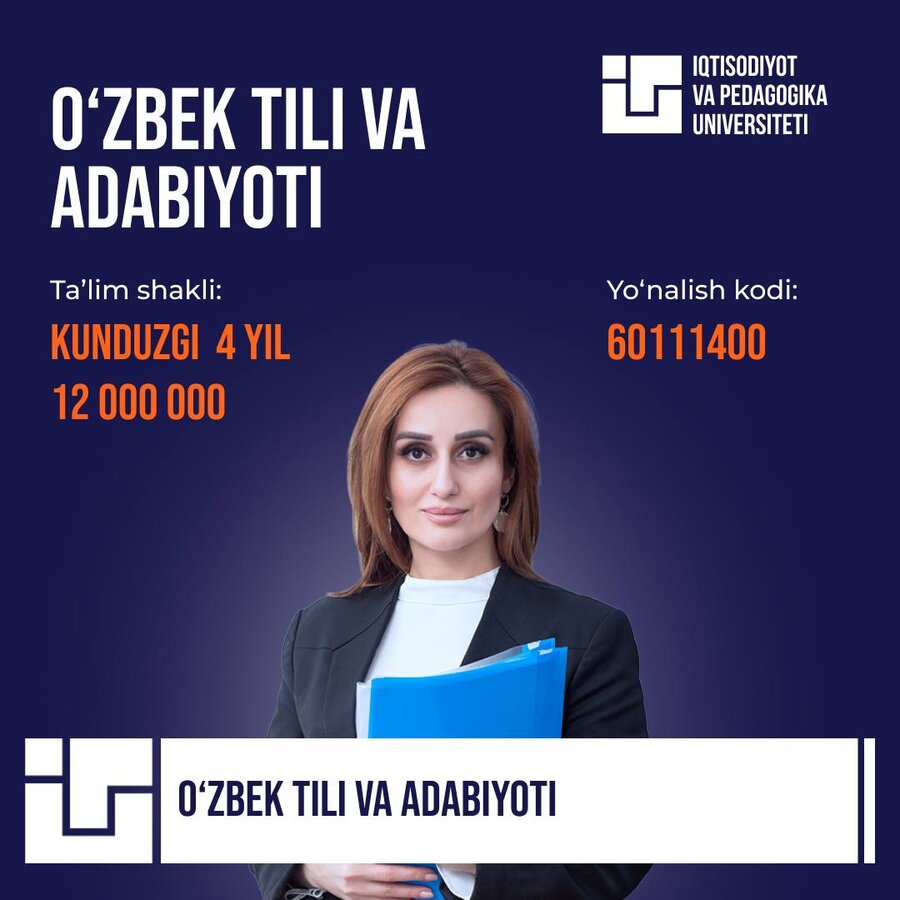 O‘ZBEK TILI VA
ADABIYOTI
IQTISODIYOT
VA PEDAGOGIKA
UNIVERSITETI
Ta’lim shakli:
KUNDUZGI 4 YIL
12 000 000
Yo‘nalish kodi:
60111400
O‘ZBEK TILI VA ADABIYOTI